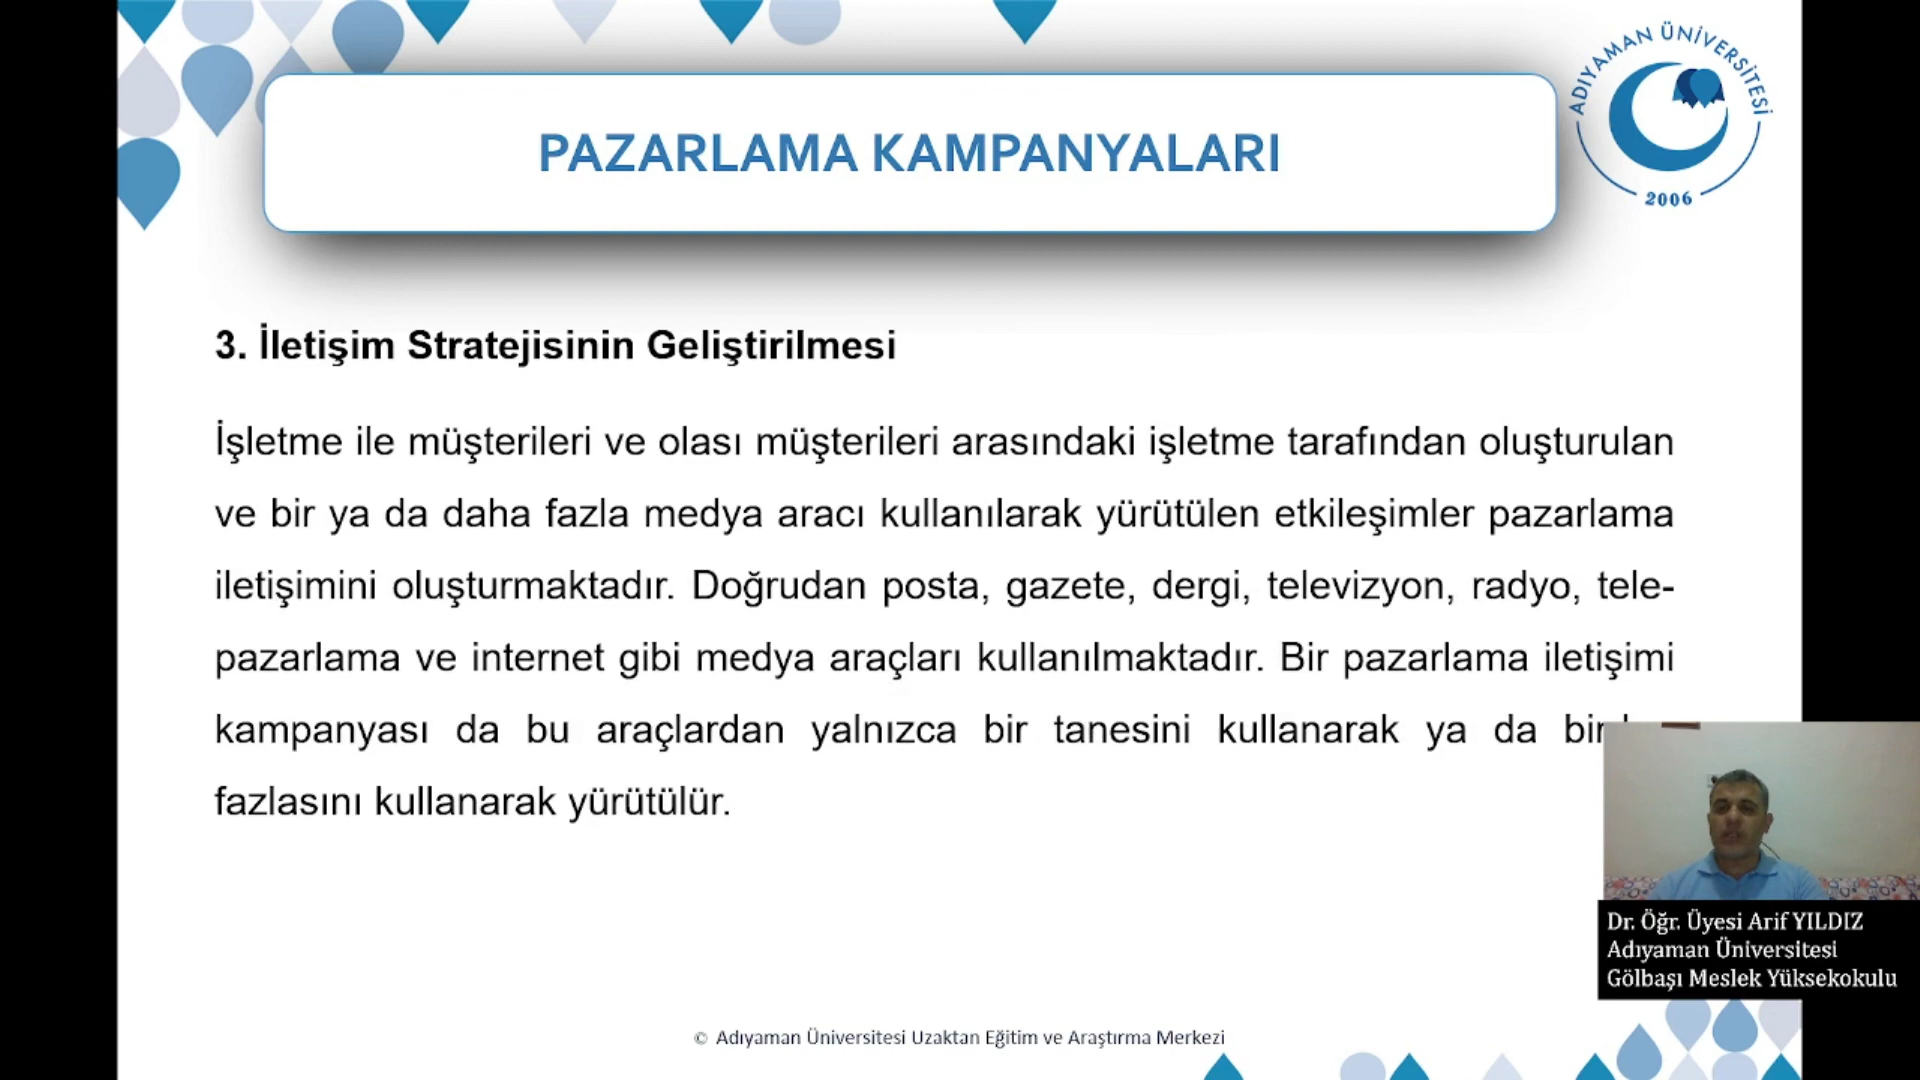 ADIYAMAN ÜNİVERSİTESİ
2006
PAZARLAMA KAMPANYALARI
3. İletişim Stratejisinin Geliştirilmesi
İşletme ile müşterileri ve olası müşterileri arasındaki işletme tarafından oluşturulan
ve bir ya da daha fazla medya aracı kullanılarak yürütülen etkileşimler pazarlama
iletişimini oluşturmaktadır. Doğrudan posta, gazete, dergi, televizyon, radyo, tele-
pazarlama ve internet gibi medya araçları kullanılmaktadır. Bir pazarlama iletişimi
kampanyası da bu araçlardan yalnızca bir tanesini kullanarak ya da
fazlasını kullanarak yürütülür.
Dr. Öğr. Üyesi Arif YILDIZ
Adıyaman Üniversitesi
Gölbaşı Meslek Yüksekokulu
© Adıyaman Üniversitesi Uzaktan Eğitim ve Araştırma Merkezi